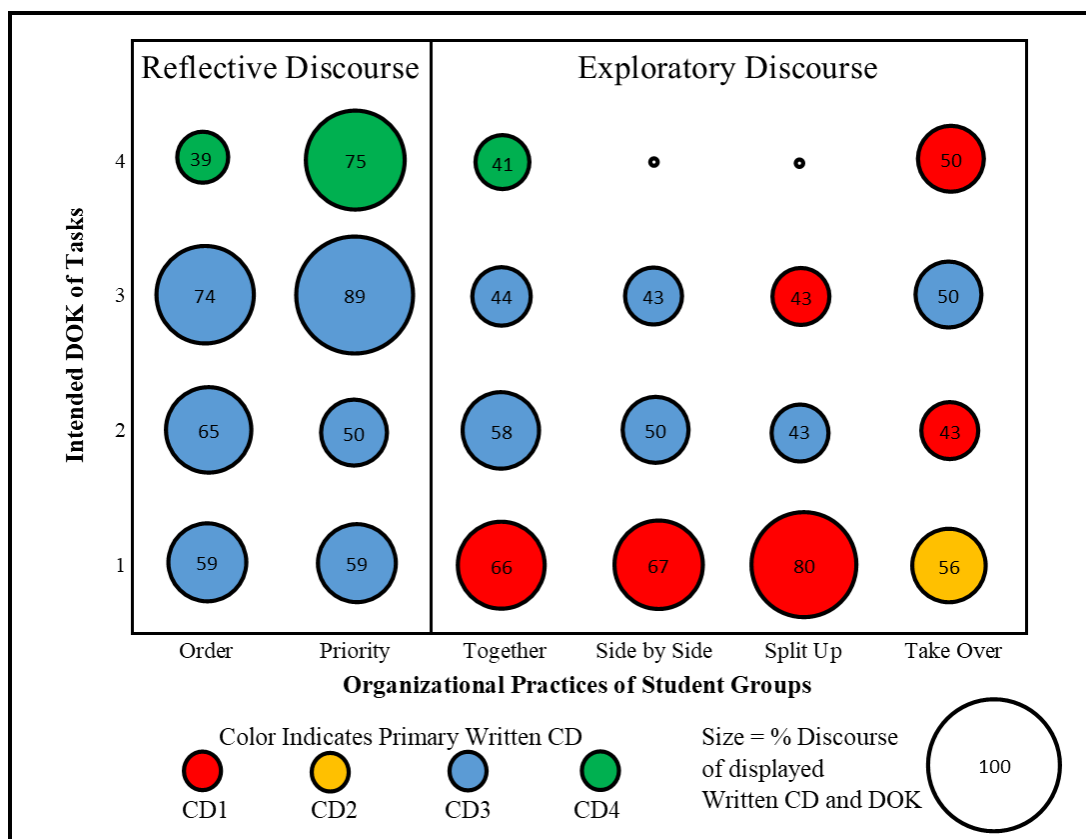 Reflective Discourse
Exploratory Discourse
Intended DOK of Tasks
4
39
75
41
50
3
74
89
44
43
43
50
2
65
50
58
50
43
43
1
59
59
66
67
80
56
Order
Priority
Together
Side by Side
Split Up
Take Over
Organizational Practices of Student Groups
Color Indicates Primary Written CD
CD1
CD2
CD3
CD4
Size = % Discourse
of displayed
Written CD and DOK
100